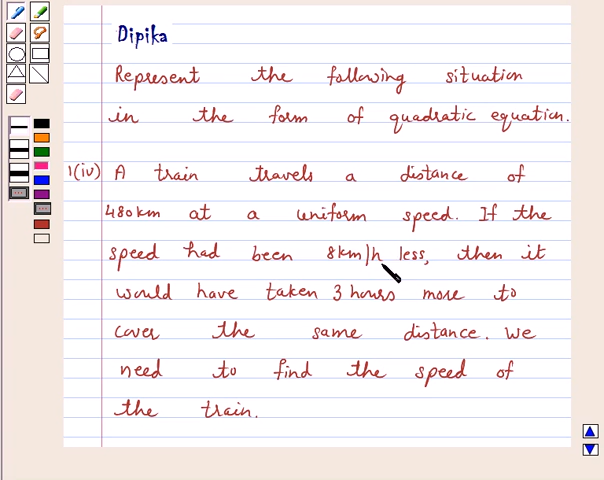 Dipika
Represent the following situation
in the form of quadratic equation.
1(iv) A train travels a distance of
480km at a uniform speed. If the
speed had been 8km/h less, then it
would have taken 3 hours more to
cover the same distance. We
need to find the speed of
the train.